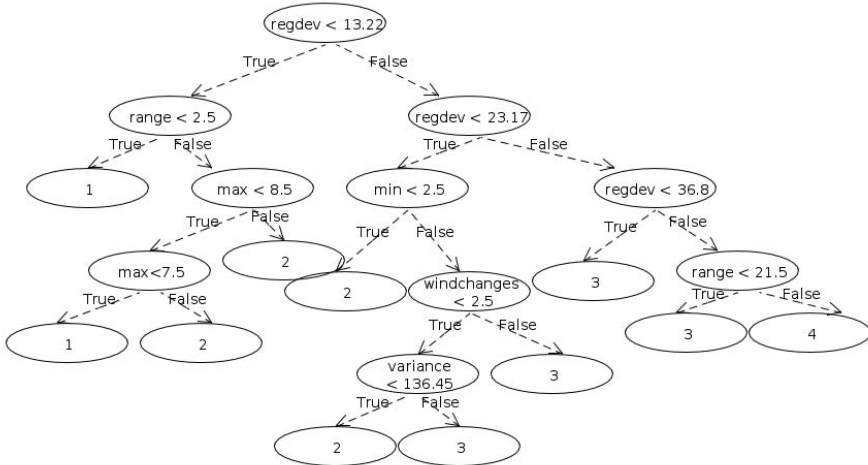 regdev < 13.22
True
False
range < 2.5
regdev < 23.17
True
False
True
False
1
max < 8.5
min < 2.5
regdev < 36.8
True
False
True
False
True
False
max<7.5
2
2
windchanges
< 2.5
3
range < 21.5
True
False
True
False
True
False
1
2
variance
< 136.45
3
3
4
True
False
2
3